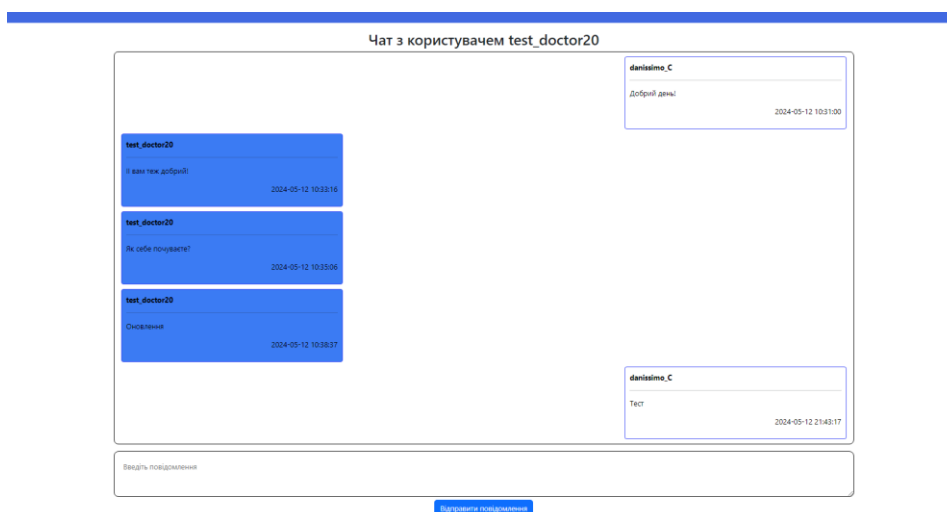 Чат з користувачем test_doctor20
danissimo_C
Добрий день!
2024-05-12 10:31:00
test_doctor20
ІІ вам теж добрий!
2024-05-12 10:33:16
test_doctor20
Як себе почуваєте?
2024-05-12 10:35:06
test_doctor20
Оновлення
2024-05-12 10:38:37
danissimo_C
Тест
2024-05-12 21:43:17
Введіть повідомлення
Відправити повідомлення